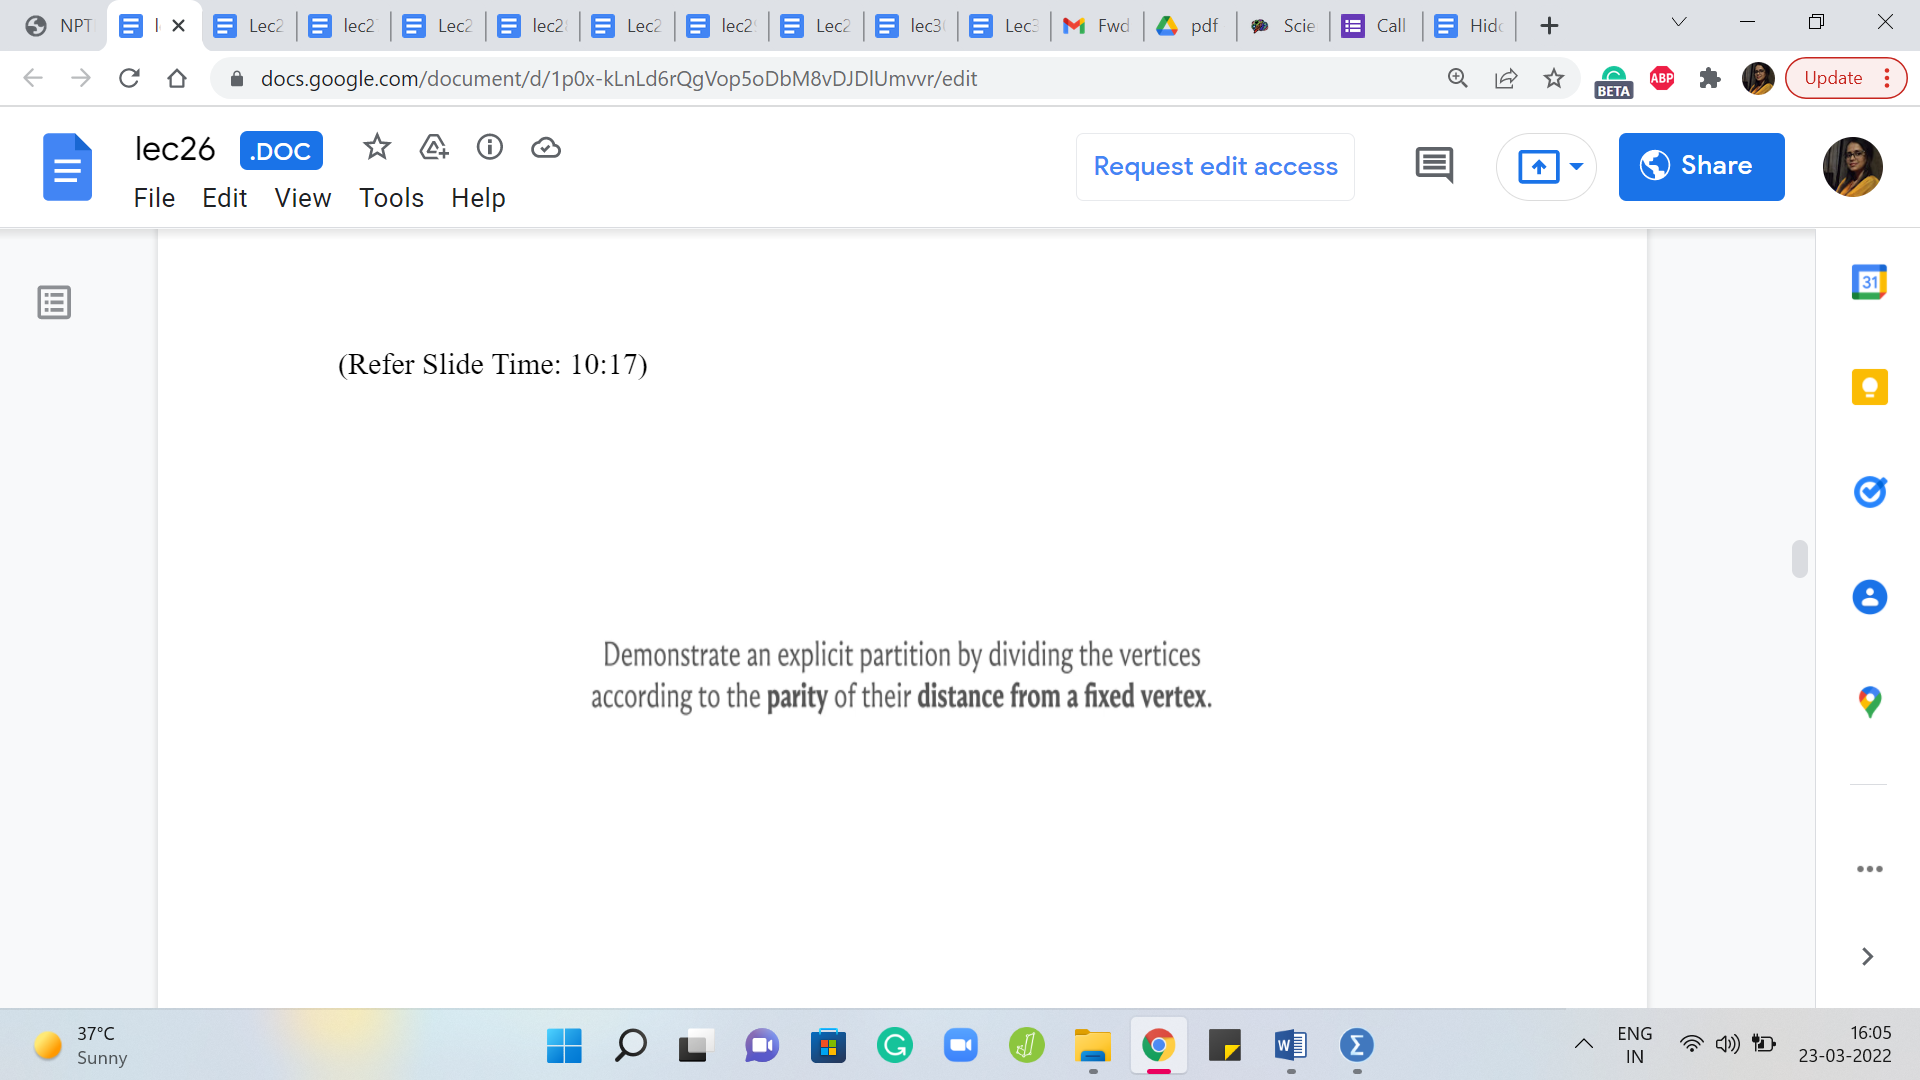 NPT
l
Lec2
lec2
Lec2
lec2
Lec2
lec2
Lec2
lec3
Lec3
Fwd
pdf
Scie
Call
Hid
docs.google.com/document/d/1p0x-kLnLd6rQgVop5oDbM8vDJDlUmvvr/edit
BETA
ABP
Update
lec26 .DOC
File Edit View Tools Help
Request edit access
Share
31
(Refer Slide Time: 10:17)
Demonstrate an explicit partition by dividing the vertices
according to the parity of their distance from a fixed vertex.
37°C
Sunny
ENG
IN
16:05
23-03-2022